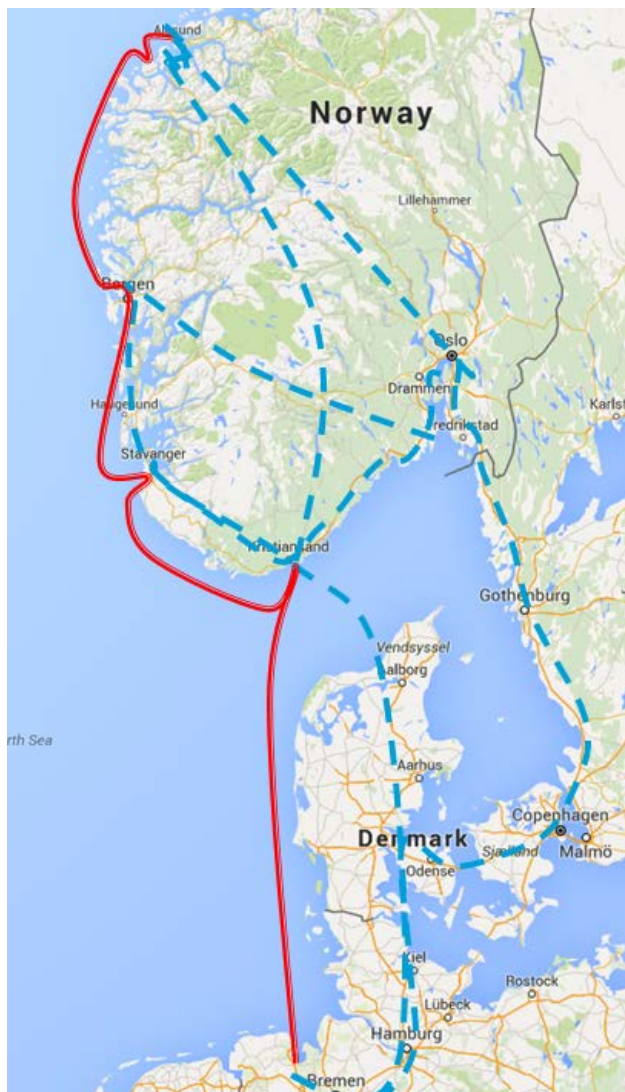 Norway
Lillehammer
Bergen
Oslo
Drammen
Haugesund
Fredrikstad
Karlst
Stavanger
Kristiansand
Gothenburg
Vendsyssel
Aalborg
rth Sea
Aarhus
Copenhagen
Denmark
Sjælland
Malmö
Odense
Kiel
Rostock
Lübeck
Hamburg
Bremen